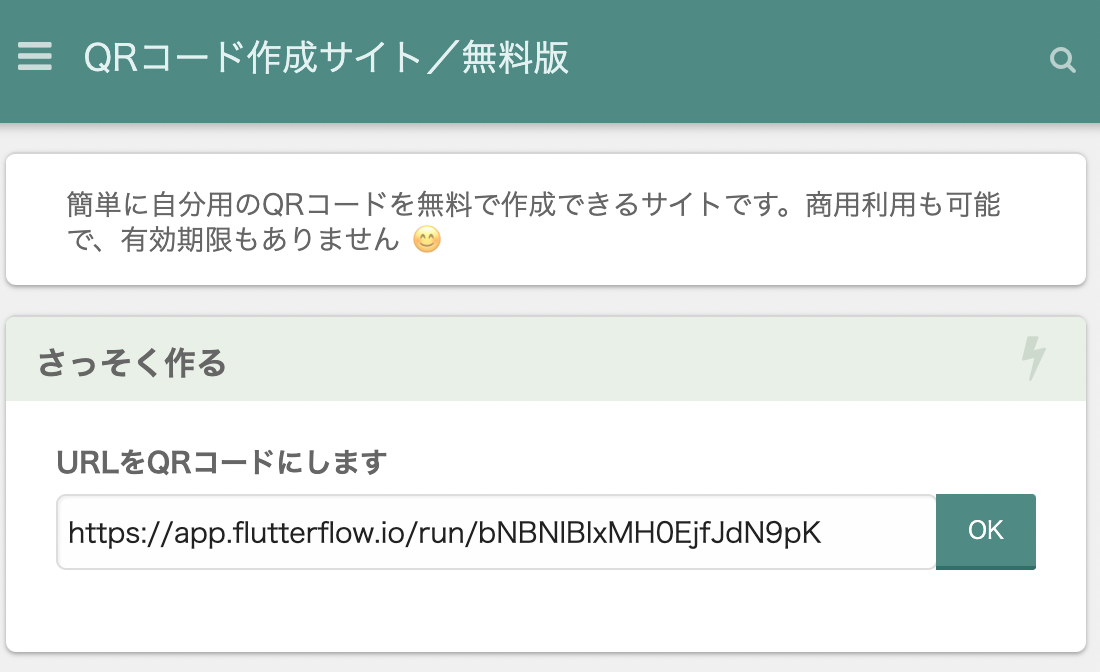 QRコード作成サイト／無料版
簡単に自分用のQRコードを無料で作成できるサイトです。商用利用も可能
で、有効期限もありません 😊
さっそく作る
URLをQRコードにします
https://app.flutterflow.io/run/bNBNlBlxMH0EjfJdN9pK
OK